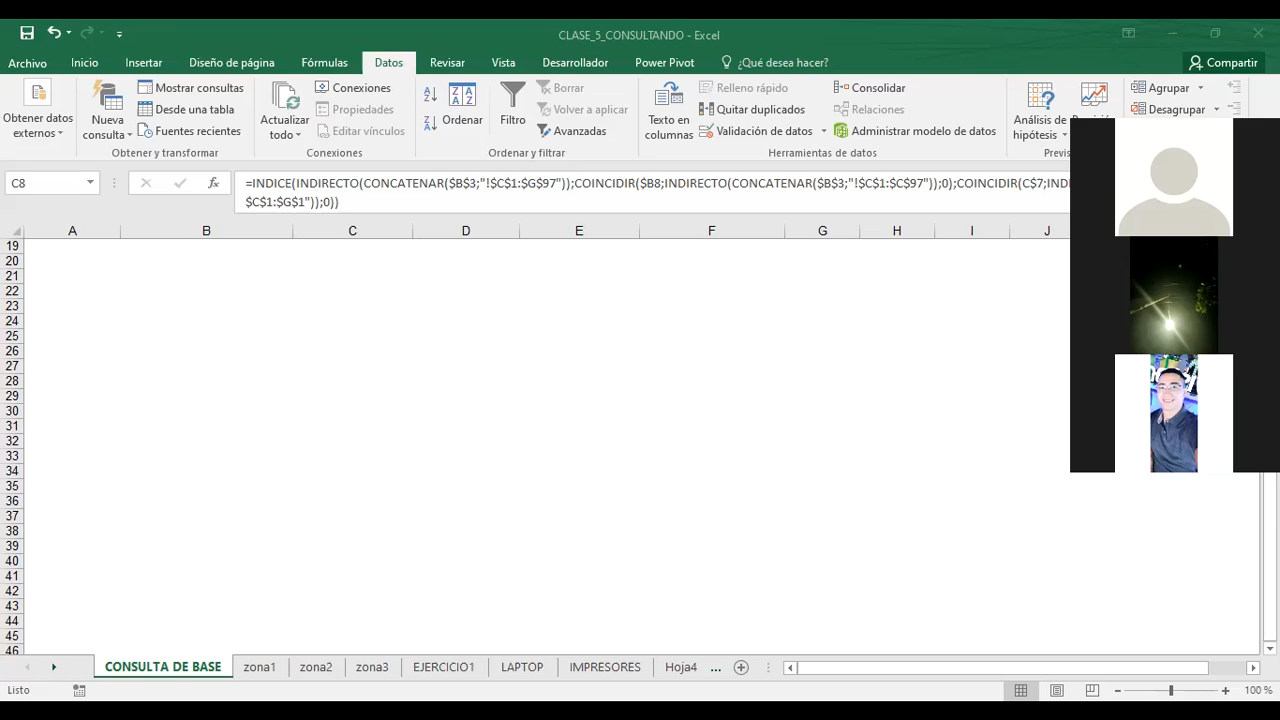 CLASE_5_CONSULTANDO - Excel
Archivo Inicio Insertar Diseño de página Fórmulas Datos Revisar Vista Desarrollador Power Pivot ¿Qué desea hacer? Compartir
Obtener datos externos
Nueva consulta
Mostrar consultas
Desde una tabla
Fuentes recientes
Obtener y transformar
Actualizar todo
Conexiones
Propiedades
Editar vínculos
Conexiones
Ordenar
Filtro
Borrar
Volver a aplicar
Avanzadas
Ordenar y filtrar
Texto en columnas
Relleno rápido
Quitar duplicados
Validación de datos
Consolidar
Relaciones
Administrar modelo de datos
Herramientas de datos
Análisis de hipótesis
Previs
Agrupar
Desagrupar
C8
fx
=INDICE(INDIRECTO(CONCATENAR($B$3;"!$C$1:$G$97"));COINCIDIR($B8;INDIRECTO(CONCATENAR($B$3;"!$C$1:$C$97"));0);COINCIDIR(C$7;INDI
$C$1:$G$1"));0))
A B C D E F G H I J
19
20
21
22
23
24
25
26
27
28
29
30
31
32
33
34
35
36
37
38
39
40
41
42
43
44
45
46
CONSULTA DE BASE zona1 zona2 zona3 EJERCICIO1 LAPTOP IMPRESORES Hoja4 ...
Listo
100 %